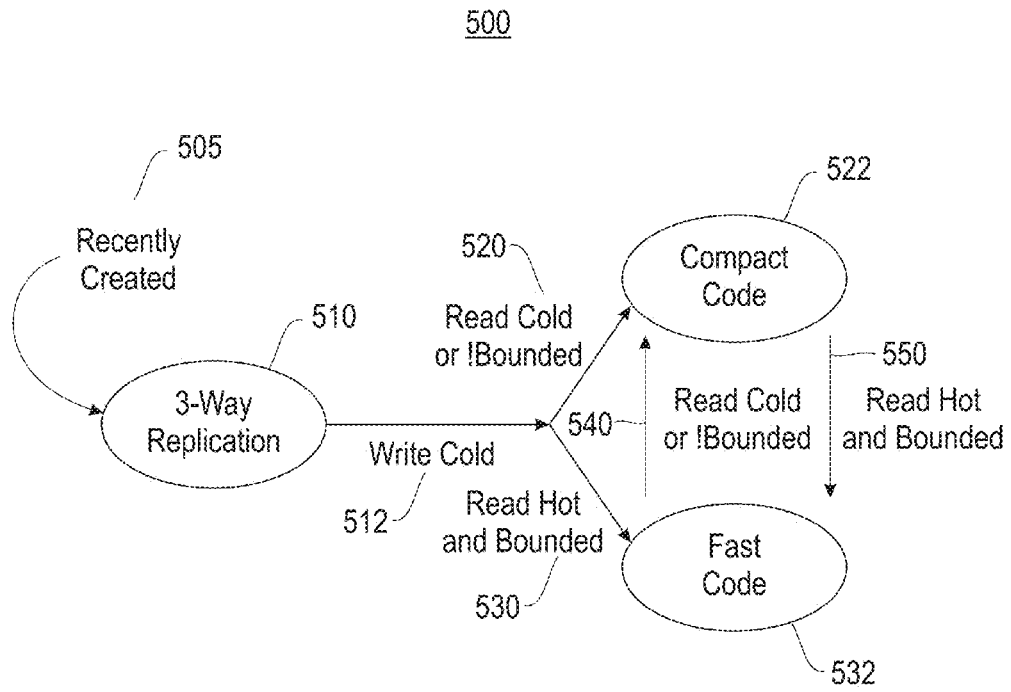 500
505
Recently
Created
510
3-Way
Replication
Write Cold
512
520
Read Cold
or !Bounded
Read Hot
and Bounded
530
522
Compact
Code
540
Read Cold
or !Bounded
550
Read Hot
and Bounded
Fast
Code
532